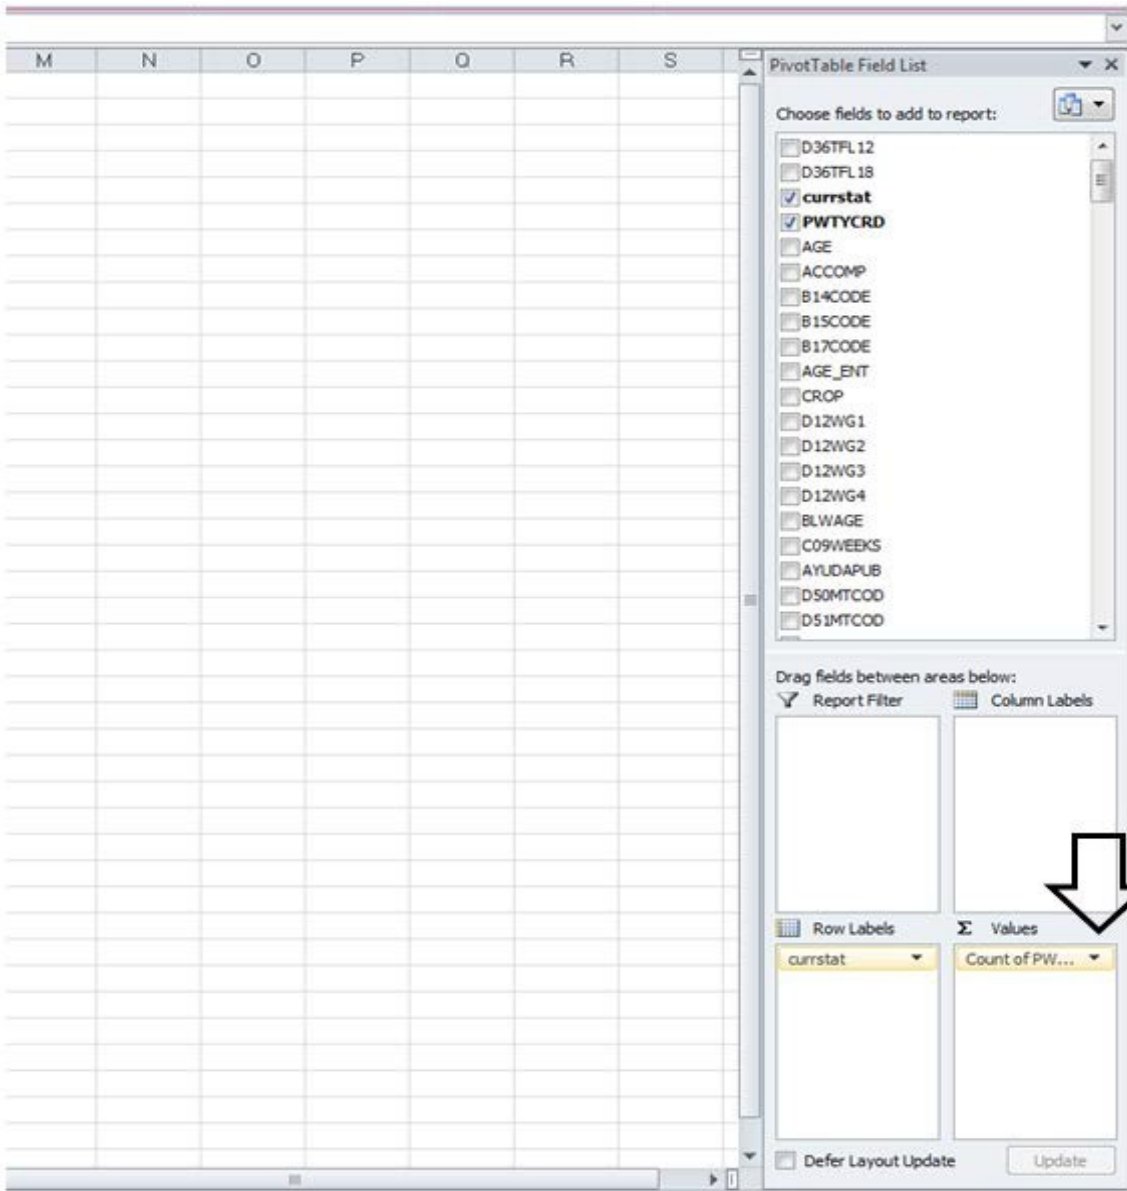 M N O P Q R S
PivotTable Field List
Choose fields to add to report:
D36TFL12
D36TFL18
currstat
PWTYCRD
AGE
ACCOMP
B14CODE
B15CODE
B17CODE
AGE_ENT
CROP
D12WG1
D12WG2
D12WG3
D12WG4
BLWAGE
C09WEEKS
AYUDAPUB
D50MTCOD
D51MTCOD
Drag fields between areas below:
Report Filter Column Labels
Row Labels Σ Values
currstat Count of PW...
Defer Layout Update Update